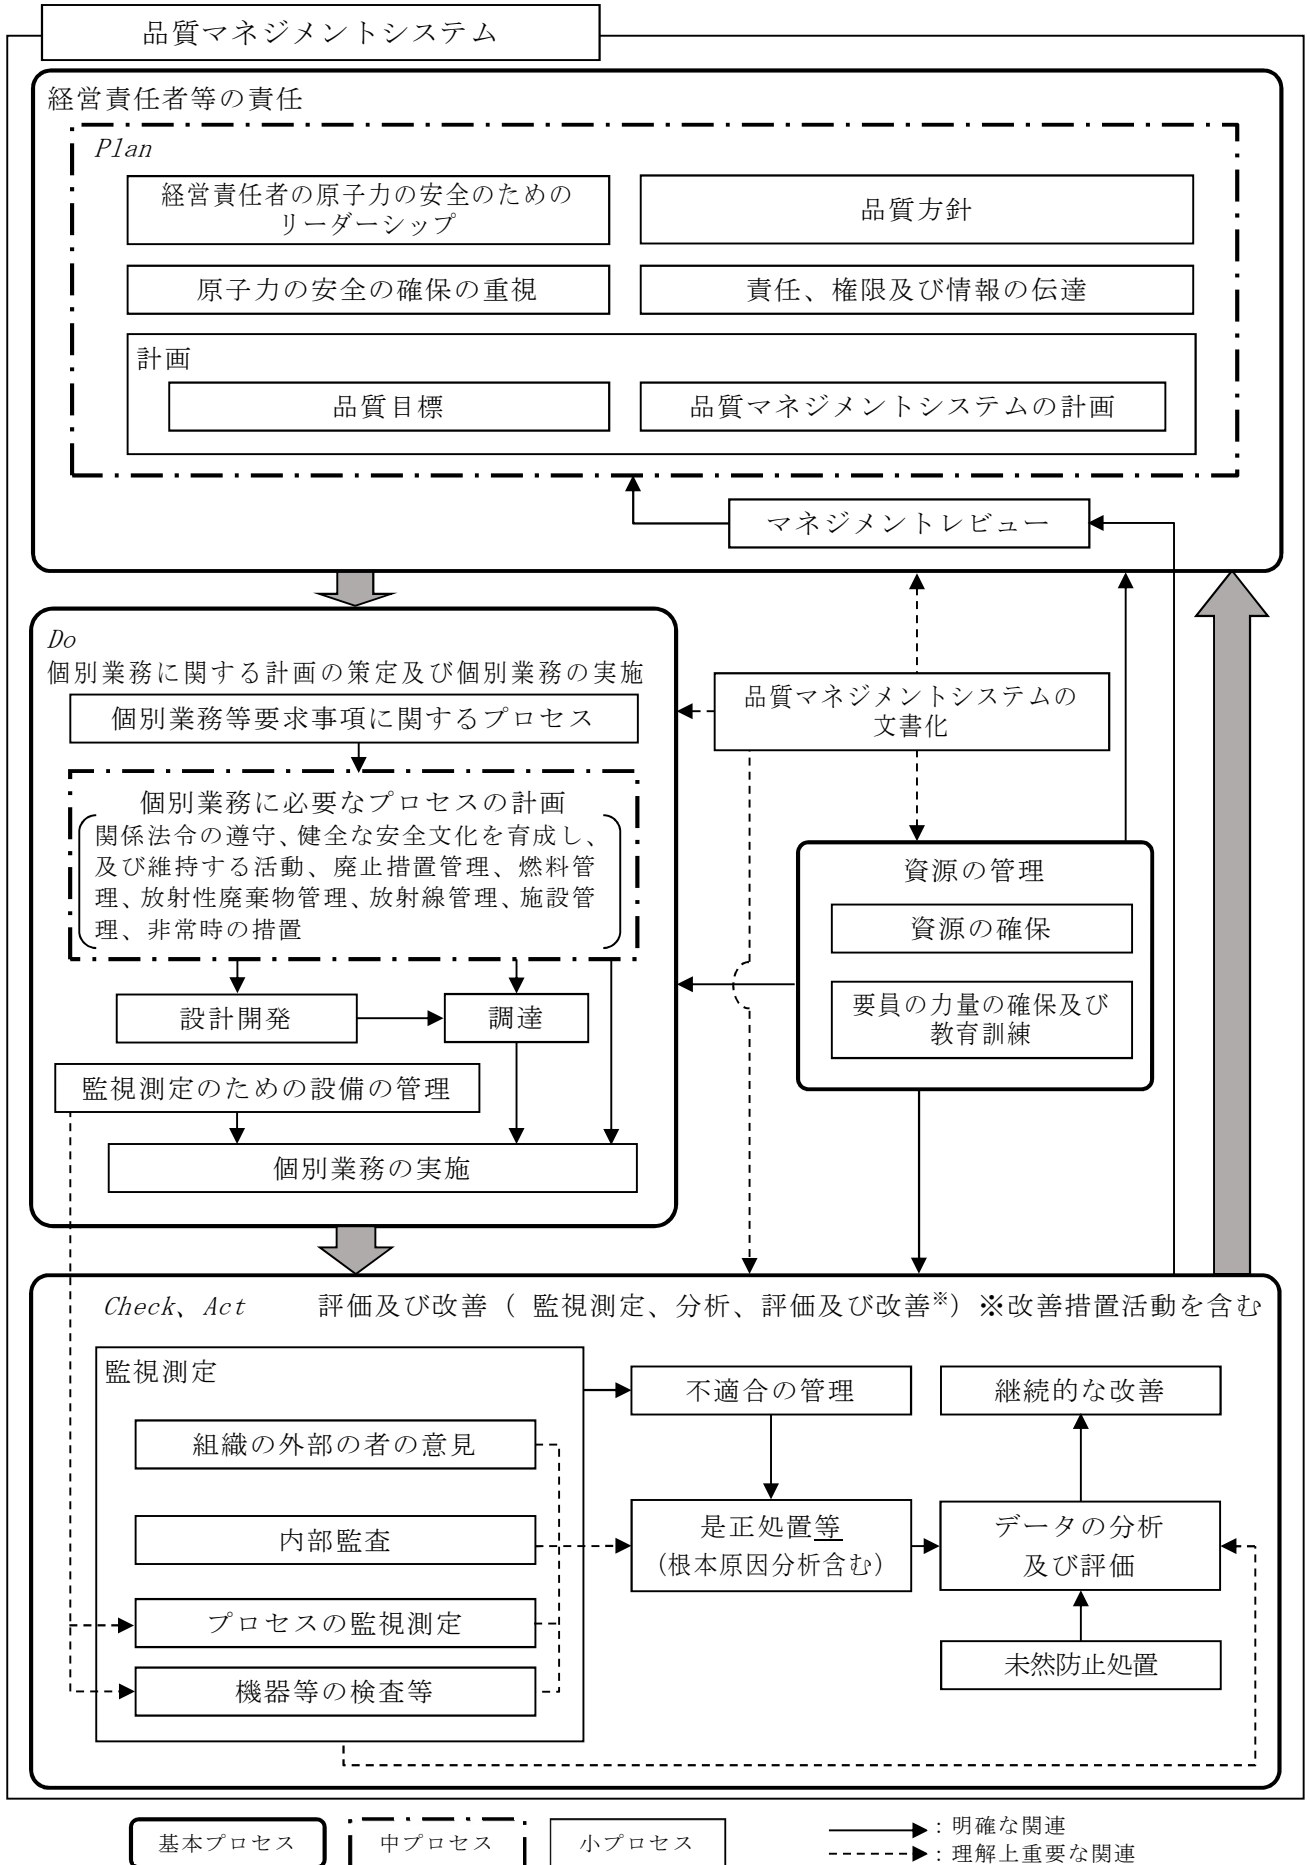 品質マネジメントシステム
経営責任者等の責任
Plan
経営責任者の原子力の安全のための
リーダーシップ
品質方針
原子力の安全の確保の重視
責任、権限及び情報の伝達
計画
品質目標
品質マネジメントシステムの計画
マネジメントレビュー
Do
個別業務に関する計画の策定及び個別業務の実施
個別業務等要求事項に関するプロセス
品質マネジメントシステムの
文書化
個別業務に必要なプロセスの計画
関係法令の遵守、健全な安全文化を育成し、
及び維持する活動、廃止措置管理、燃料管
理、放射性廃棄物管理、放射線管理、施設管
理、非常時の措置
資源の管理
資源の確保
要員の力量の確保及び
教育訓練
設計開発
調達
監視測定のための設備の管理
個別業務の実施
Check、Act 評価及び改善（ 監視測定、分析、評価及び改善※）※改善措置活動を含む
監視測定
不適合の管理
継続的な改善
組織の外部の者の意見
内部監査
是正処置等
(根本原因分析含む)
データの分析
及び評価
プロセスの監視測定
機器等の検査等
未然防止処置
基本プロセス
中プロセス
小プロセス
：明確な関連
：理解上重要な関連